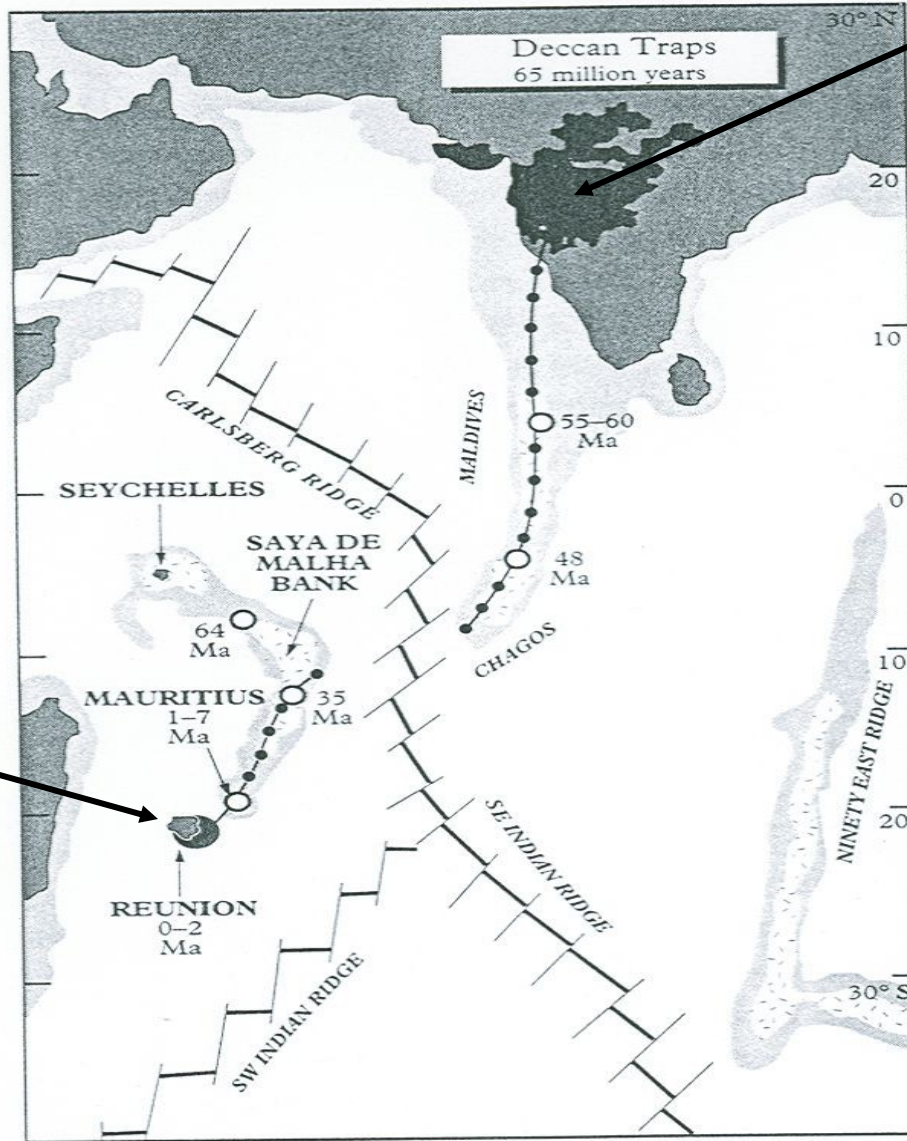 30° N
Deccan Traps
65 million years
20
10
CARLSBERG RIDGE
MALDIVES
55–60
Ma
SEYCHELLES
0
SAYA DE
MALHA
BANK
48
Ma
64
Ma
CHAGOS
10
MAURITIUS
1–7
Ma
35
Ma
NINETY EAST RIDGE
20
SE INDIAN RIDGE
REUNION
0–2
Ma
SW INDIAN RIDGE
30° S